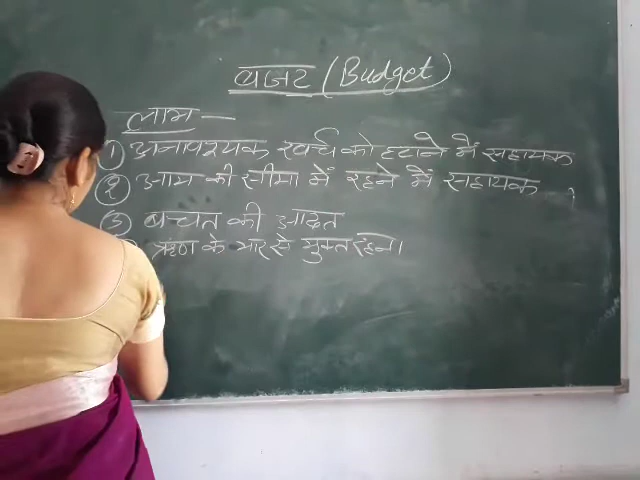 बजट (Budget)
लाभ —
① अनावश्यक खर्च को हटाने में सहायक
② आय की सीमा में रहने में सहायक
③ बचत की आदत
ऋण के भार से मुक्त रहना।